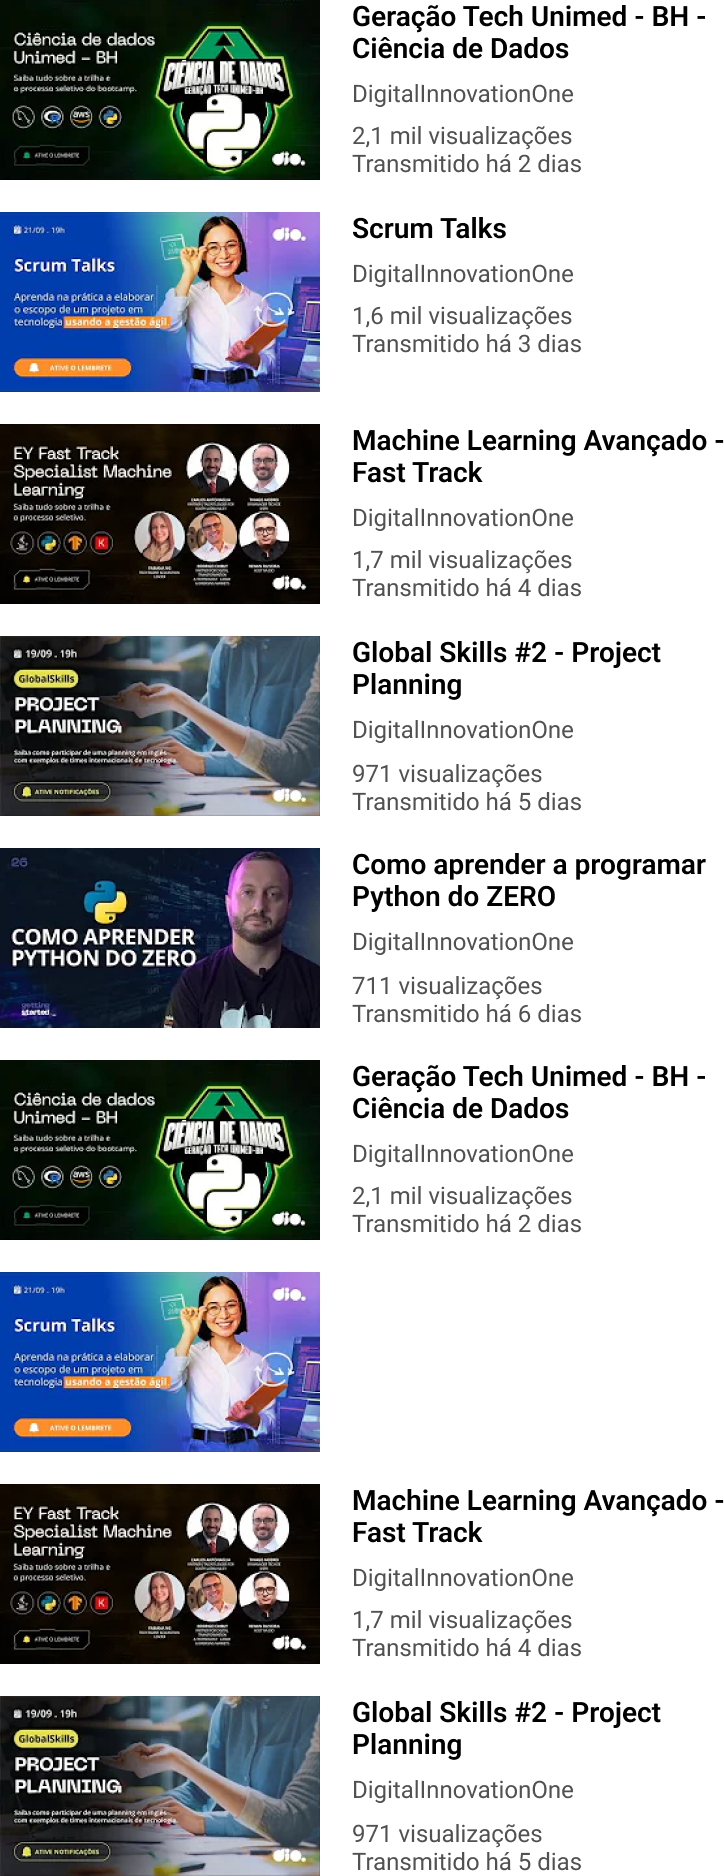 Ciência de dados
Unimed – BH
Saiba tudo sobre a trilha e
o processo seletivo do bootcamp.
aws
ATIVE O LEMBRETE
CIÊNCIA DE DADOS
GERAÇÃO TECH UNIMED-BH
dio.
Geração Tech Unimed - BH -
Ciência de Dados
DigitalInnovationOne
2,1 mil visualizações
Transmitido há 2 dias
21/09 . 19h
Scrum Talks
Aprenda na prática a elaborar
o escopo de um projeto em
tecnologia usando a gestão ágil
ATIVE O LEMBRETE
dio.
Scrum Talks
DigitalInnovationOne
1,6 mil visualizações
Transmitido há 3 dias
EY Fast Track
Specialist Machine
Learning
Saiba tudo sobre a trilha e
o processo seletivo.
ATIVE O LEMBRETE
dio.
Machine Learning Avançado -
Fast Track
DigitalInnovationOne
1,7 mil visualizações
Transmitido há 4 dias
19/09 . 19h
GlobalSkills
PROJECT
PLANNING
Saiba como participar de uma planning em inglês
com exemplos de times internacionais de tecnologia.
ATIVE NOTIFICAÇÕES
dio.
Global Skills #2 - Project
Planning
DigitalInnovationOne
971 visualizações
Transmitido há 5 dias
26
COMO APRENDER
PYTHON DO ZERO
getting
started
Como aprender a programar
Python do ZERO
DigitalInnovationOne
711 visualizações
Transmitido há 6 dias
Ciência de dados
Unimed – BH
Saiba tudo sobre a trilha e
o processo seletivo do bootcamp.
aws
ATIVE O LEMBRETE
CIÊNCIA DE DADOS
GERAÇÃO TECH UNIMED-BH
dio.
Geração Tech Unimed - BH -
Ciência de Dados
DigitalInnovationOne
2,1 mil visualizações
Transmitido há 2 dias
21/09 . 19h
Scrum Talks
Aprenda na prática a elaborar
o escopo de um projeto em
tecnologia usando a gestão ágil
ATIVE O LEMBRETE
dio.
EY Fast Track
Specialist Machine
Learning
Saiba tudo sobre a trilha e
o processo seletivo.
ATIVE O LEMBRETE
dio.
Machine Learning Avançado -
Fast Track
DigitalInnovationOne
1,7 mil visualizações
Transmitido há 4 dias
19/09 . 19h
GlobalSkills
PROJECT
PLANNING
Saiba como participar de uma planning em inglês
com exemplos de times internacionais de tecnologia.
ATIVE NOTIFICAÇÕES
dio.
Global Skills #2 - Project
Planning
DigitalInnovationOne
971 visualizações
Transmitido há 5 dias